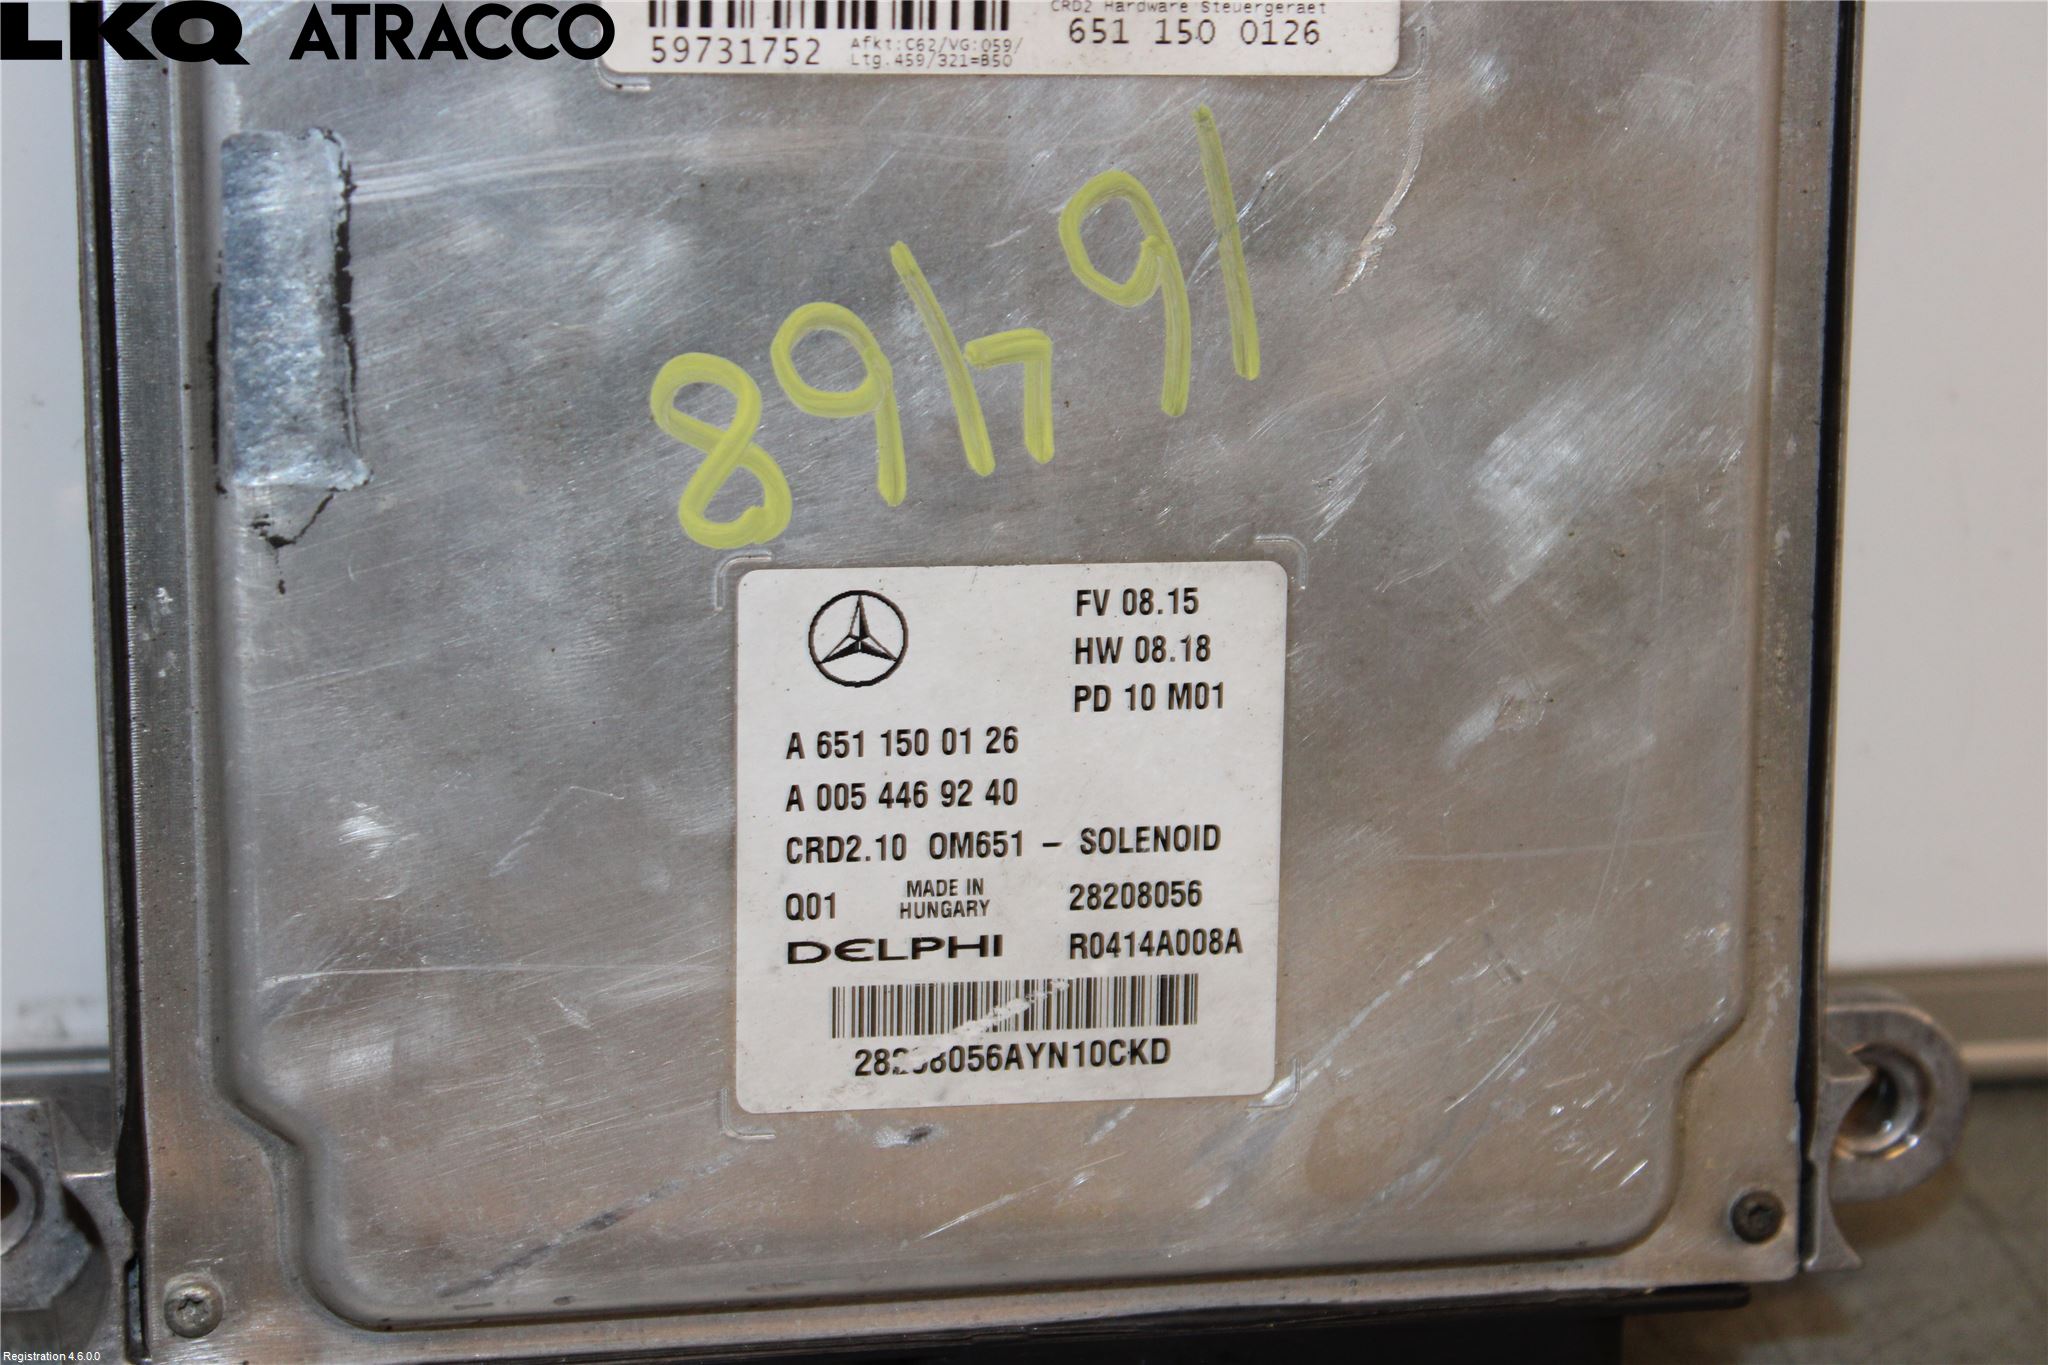 LKQ ATRACCO
CRD2 Hardware Steuergeraet
59731752 Afkt:C62/VG:059/ 651 150 0126
Ltg.459/321=B50
16468
FV 08.15
HW 08.18
PD 10 M01
A 651 150 01 26
A 005 446 92 40
CRD2.10 OM651 – SOLENOID
Q01 MADE IN HUNGARY 28208056
DELPHI R0414A008A
28208056AYN10CKD
Registration 4.6.0.0